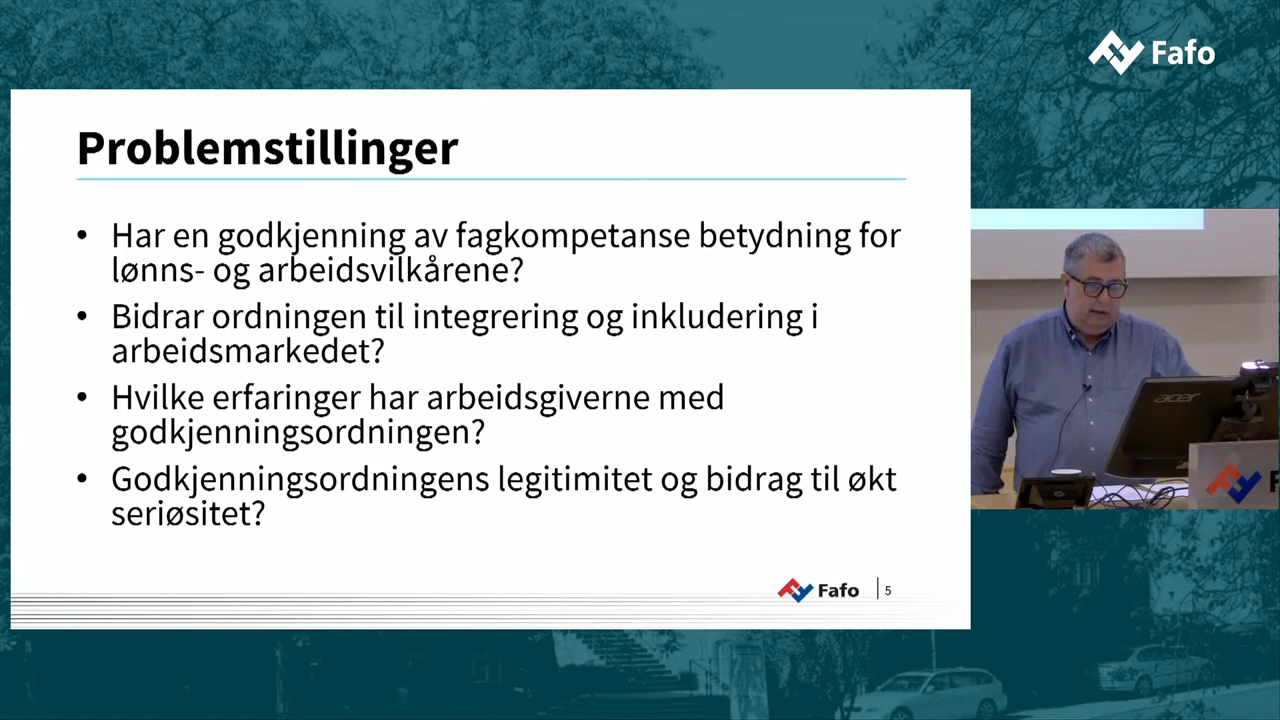 Fafo
Problemstillinger
• Har en godkjenning av fagkompetanse betydning for
lønns- og arbeidsvilkårene?
• Bidrar ordningen til integrering og inkludering i
arbeidsmarkedet?
• Hvilke erfaringer har arbeidsgiverne med
godkjenningsordningen?
• Godkjenningsordningens legitimitet og bidrag til økt
seriøsitet?
acer
F
Fafo
5